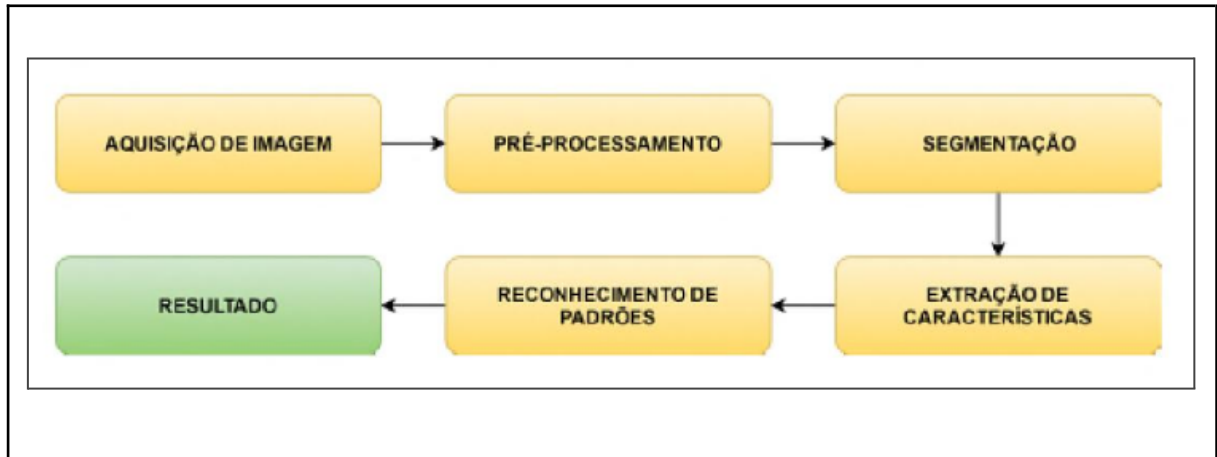 AQUISIÇÃO DE IMAGEM
PRÉ-PROCESSAMENTO
SEGMENTAÇÃO
EXTRAÇÃO DE
CARACTERÍSTICAS
RECONHECIMENTO DE
PADRÕES
RESULTADO